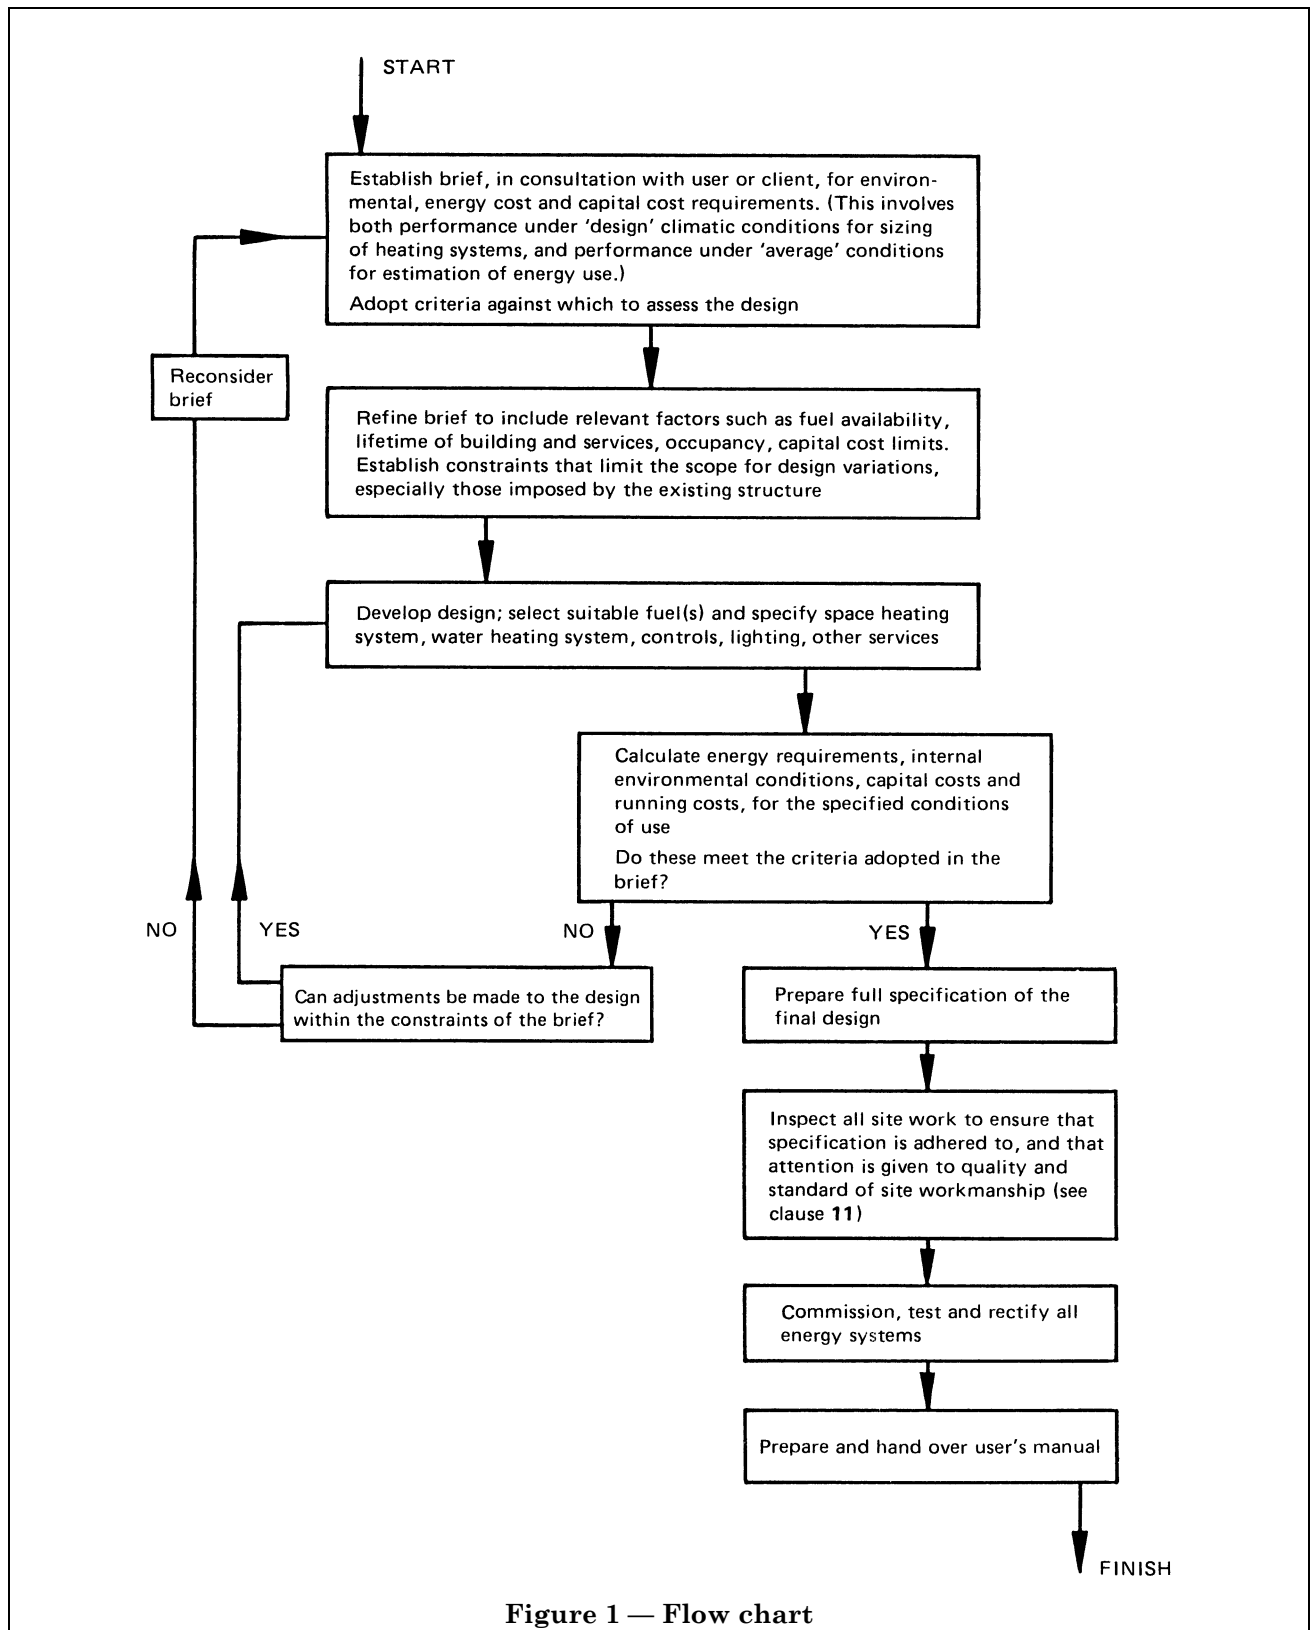 START
Establish brief, in consultation with user or client, for environ-
mental, energy cost and capital cost requirements. (This involves
both performance under ‘design’ climatic conditions for sizing
of heating systems, and performance under ‘average’ conditions
for estimation of energy use.)
Adopt criteria against which to assess the design
Reconsider
brief
Refine brief to include relevant factors such as fuel availability,
lifetime of building and services, occupancy, capital cost limits.
Establish constraints that limit the scope for design variations,
especially those imposed by the existing structure
Develop design; select suitable fuel(s) and specify space heating
system, water heating system, controls, lighting, other services
Calculate energy requirements, internal
environmental conditions, capital costs and
running costs, for the specified conditions
of use
Do these meet the criteria adopted in the
brief?
NO
YES
NO
YES
Can adjustments be made to the design
within the constraints of the brief?
Prepare full specification of the
final design
Inspect all site work to ensure that
specification is adhered to, and that
attention is given to quality and
standard of site workmanship (see
clause 11)
Commission, test and rectify all
energy systems
Prepare and hand over user’s manual
FINISH
Figure 1 — Flow chart